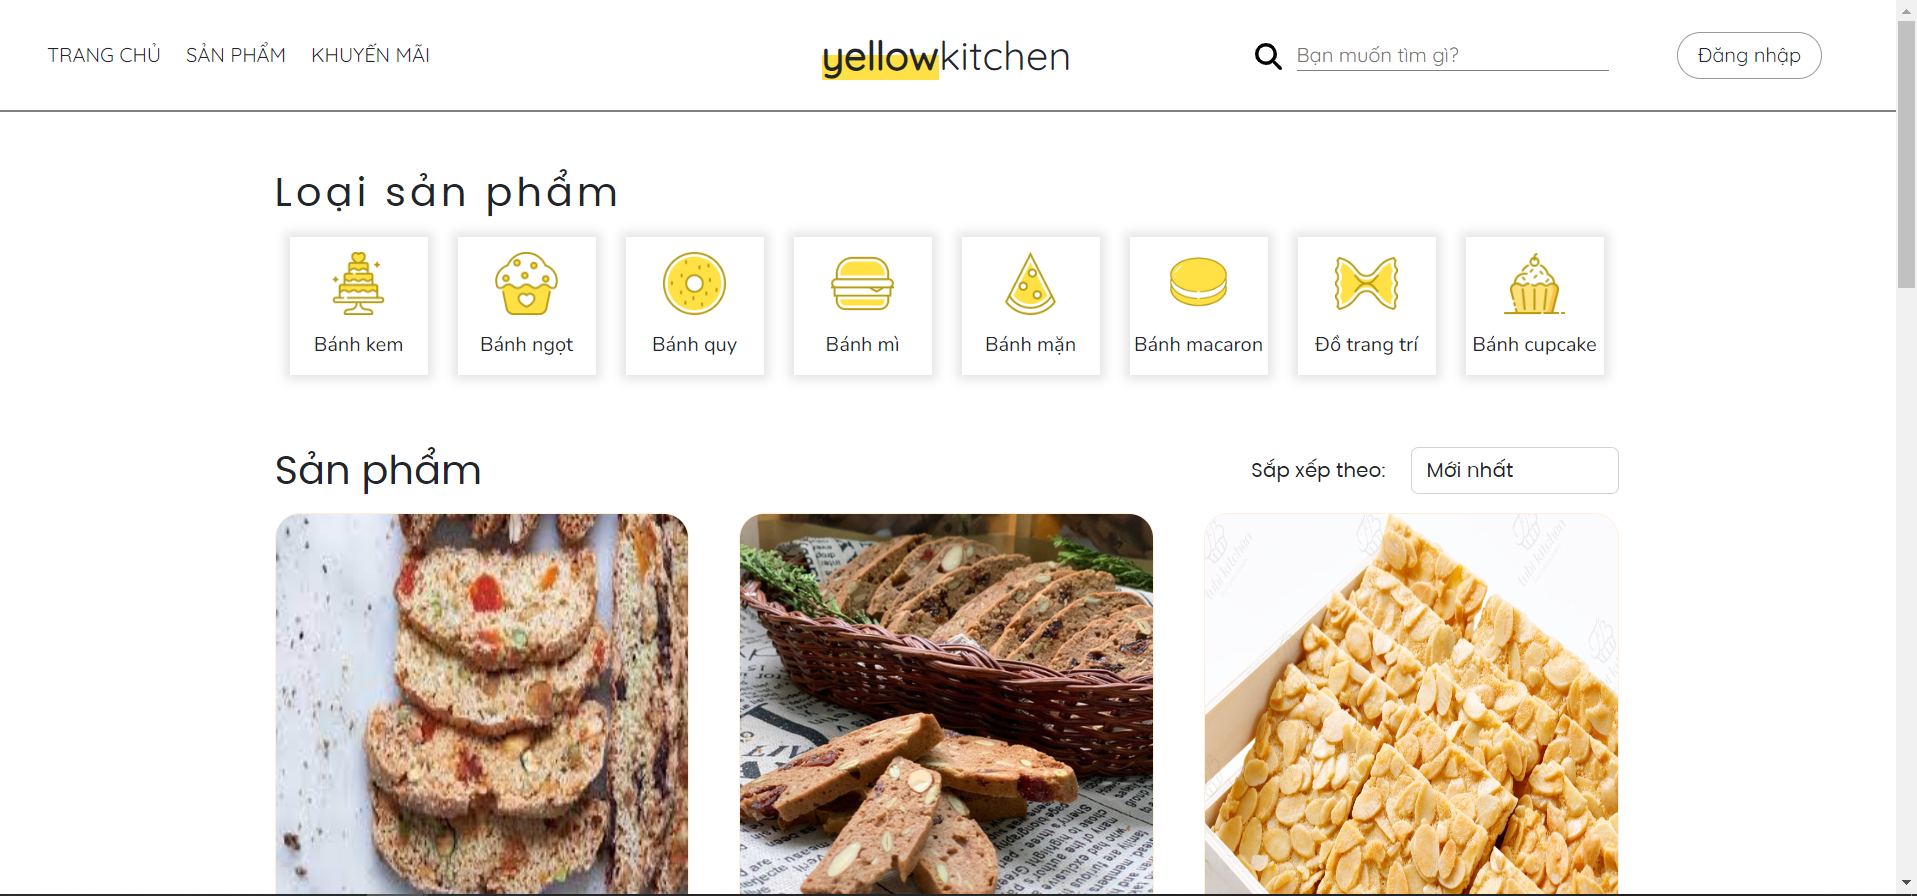 TRANG CHỦ SẢN PHẨM KHUYẾN MÃI
yellowkitchen
Bạn muốn tìm gì?
Đăng nhập
Loại sản phẩm
Bánh kem
Bánh ngọt
Bánh quy
Bánh mì
Bánh mặn
Bánh macaron
Đồ trang trí
Bánh cupcake
Sản phẩm
Sắp xếp theo: Mới nhất